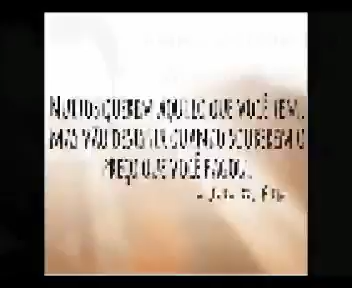 MUITOS QUEREM AQUILO QUE VOCÊ TEM,
MAS VÃO DESISTIR QUANDO SOUBEREM O
PREÇO QUE VOCÊ PAGOU.